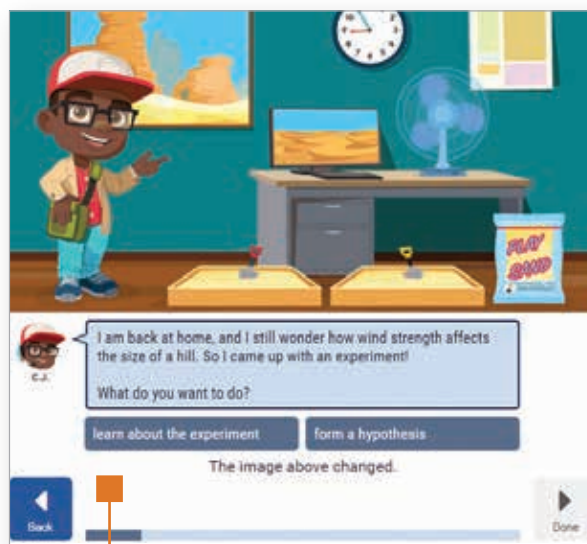 PLAY
SAND
I am back at home, and I still wonder how wind strength affects
the size of a hill. So I came up with an experiment!
What do you want to do?
C.J.
learn about the experiment
form a hypothesis
The image above changed.
Back
Done